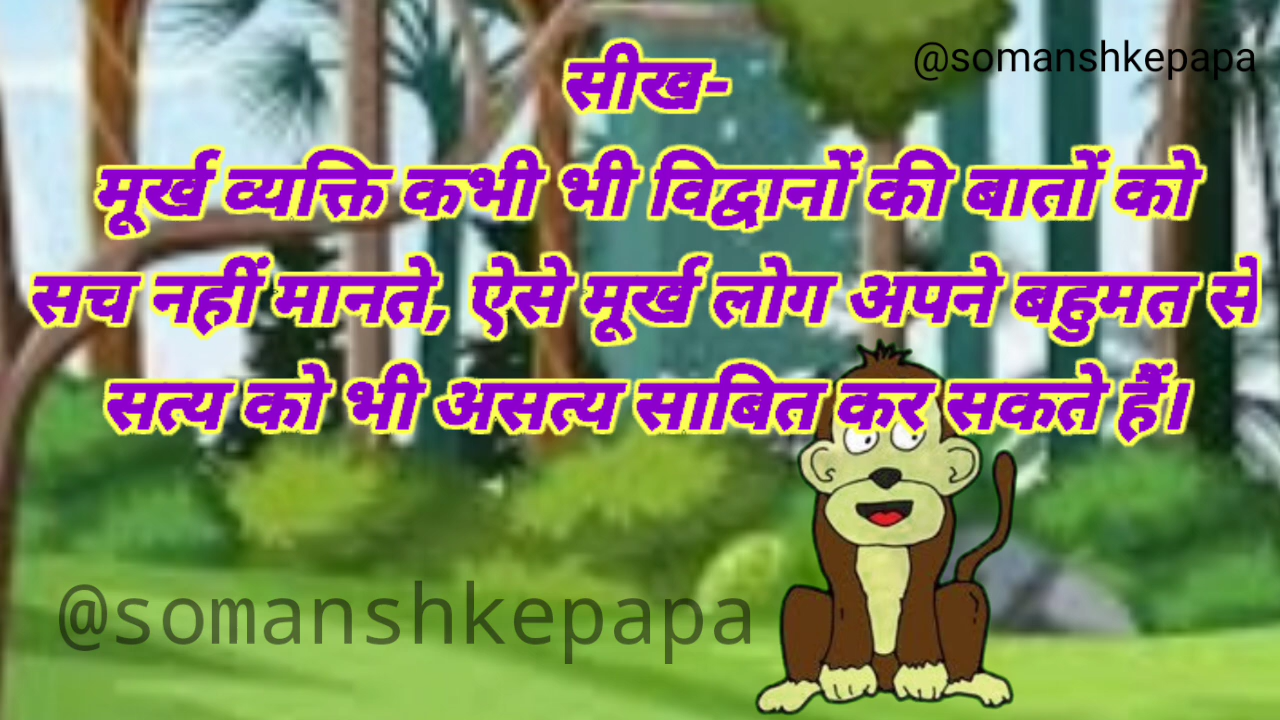 @somanshkepapa
सीख-
मूर्ख व्यक्ति कभी भी विद्वानों की बातों को
सच नहीं मानते, ऐसे मूर्ख लोग अपने बहुमत से
सत्य को भी असत्य साबित कर सकते हैं।
@somanshkepapa